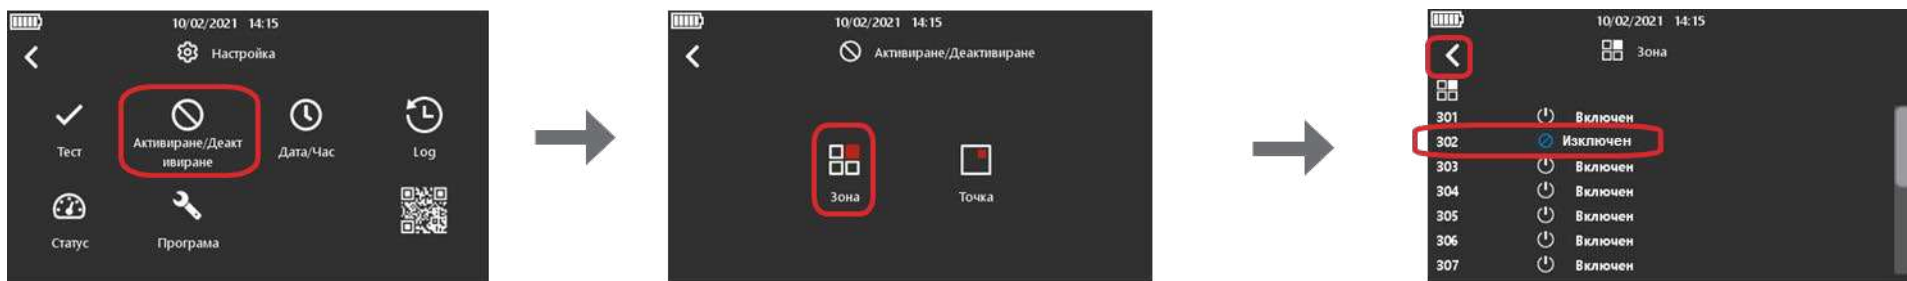 10/02/2021 14:15
Настройка
Тест
Активиране/Деакт
ивиране
Дата/Час
Log
Статус
Програма
10/02/2021 14:15
Активиране/Деактивиране
Зона
Точка
10/02/2021 14:15
Зона
301 Включен
302 Изключен
303 Включен
304 Включен
305 Включен
306 Включен
307 Включен